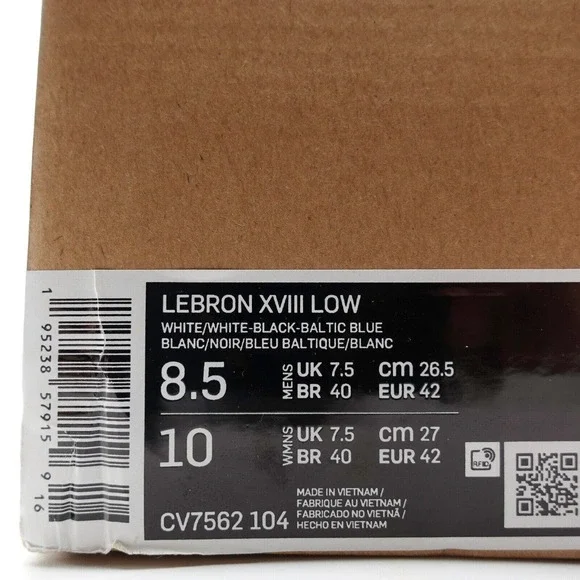 LEBRON XVIII LOW
WHITE/WHITE-BLACK-BALTIC BLUE
BLANC/NOIR/BLEU BALTIQUE/BLANC
8.5 MENS UK 7.5 cm 26.5
BR 40 EUR 42
10 WMNS UK 7.5 cm 27
BR 40 EUR 42
RFID
CV7562 104
MADE IN VIETNAM /
FABRIQUE AU VIETNAM /
FABRICADO NO VIETNÃ /
HECHO EN VIETNAM
1 95238 57915 9 16